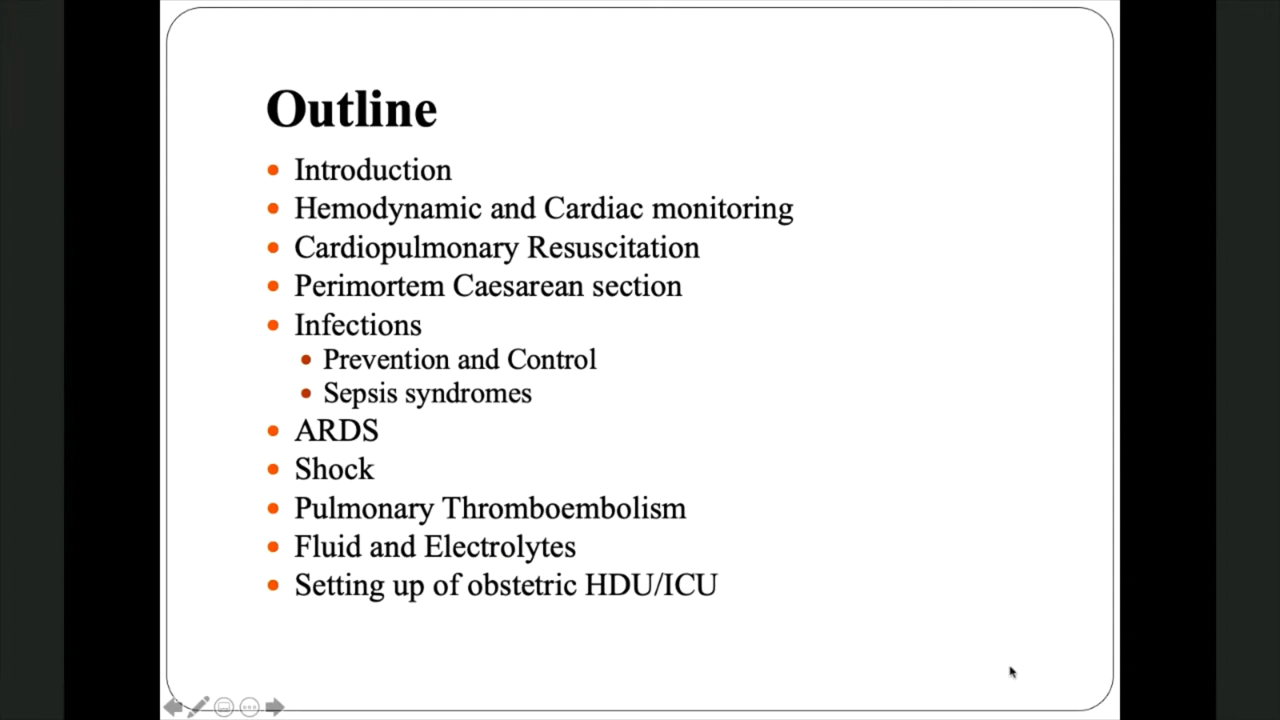 Outline
Introduction
Hemodynamic and Cardiac monitoring
Cardiopulmonary Resuscitation
Perimortem Caesarean section
Infections
Prevention and Control
Sepsis syndromes
ARDS
Shock
Pulmonary Thromboembolism
Fluid and Electrolytes
Setting up of obstetric HDU/ICU